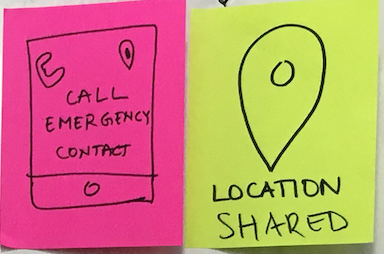 CALL
EMERGENCY
CONTACT
LOCATION
SHARED